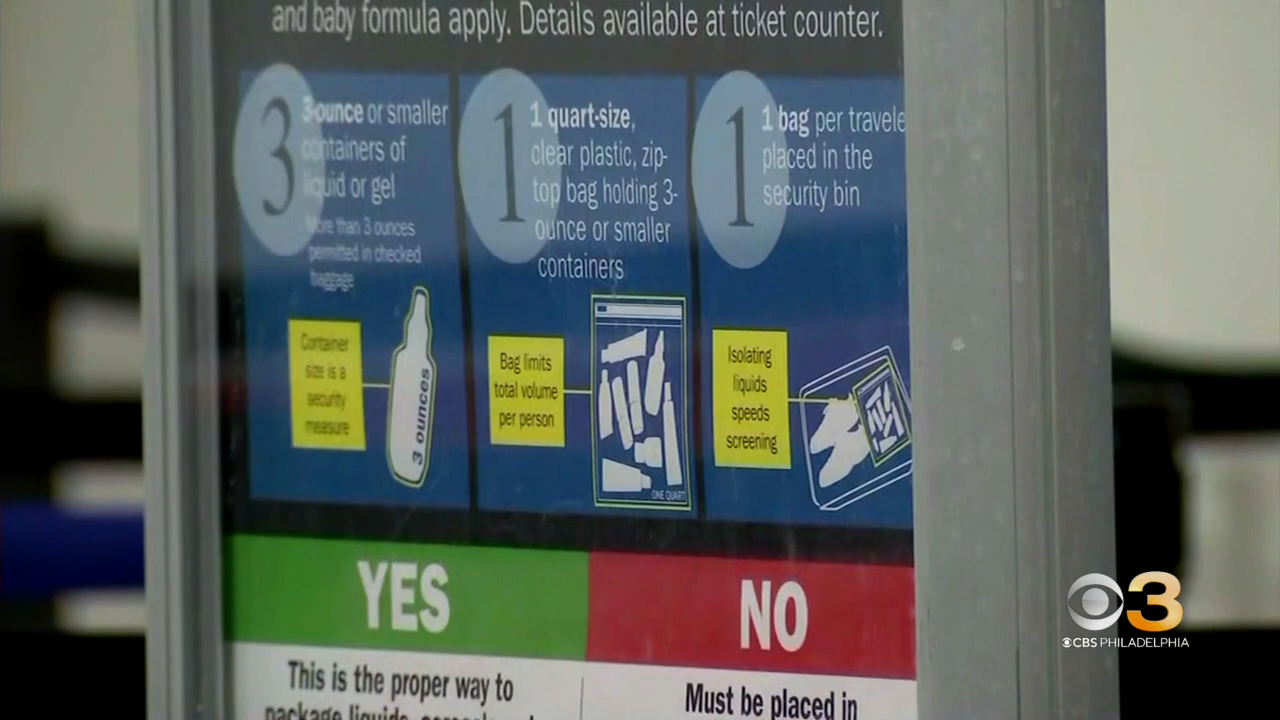 and baby formula apply. Details available at ticket counter.
3
3-ounce or smaller
containers of
liquid or gel
More than 3 ounces
permitted in checked
baggage
Container
size is a
security
measure
3 ounces
1
1 quart-size,
clear plastic, zip-
top bag holding 3-
ounce or smaller
containers
Bag limits
total volume
per person
ONE QUART
1
1 bag per travele
placed in the
security bin
Isolating
liquids
speeds
screening
YES
NO
This is the proper way to
package liquids,
Must be placed in
3
CBS PHILADELPHIA